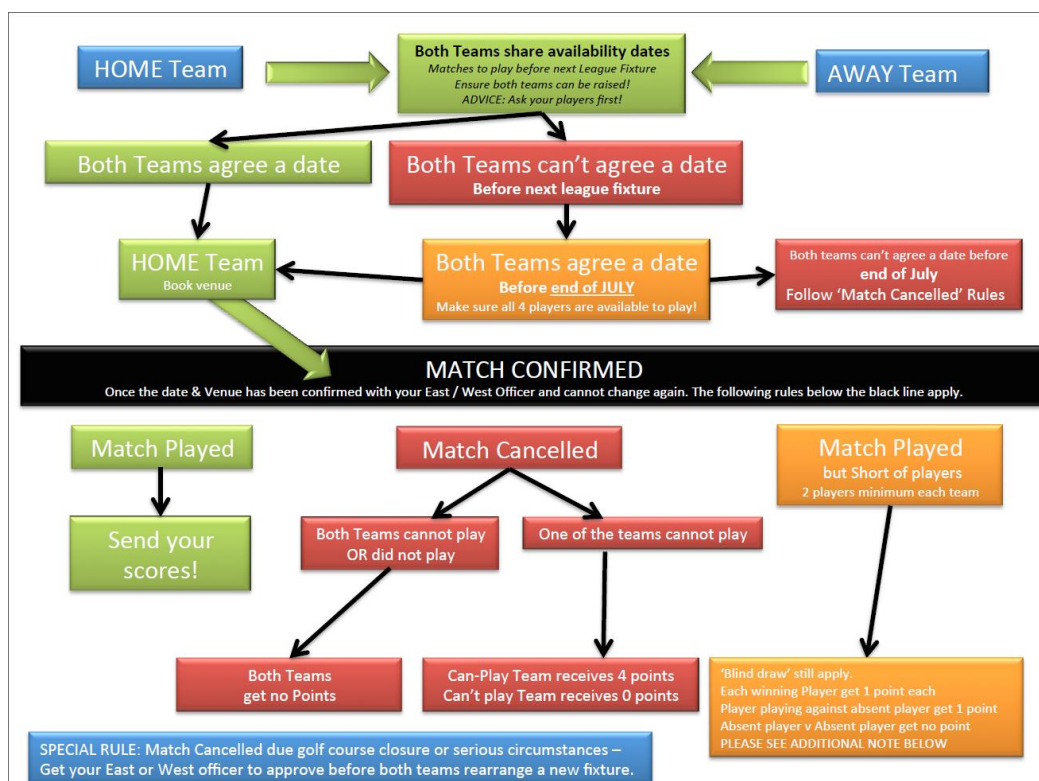 HOME Team
Both Teams share availability dates
Matches to play before next League Fixture
Ensure both teams can be raised!
ADVICE: Ask your players first!
AWAY Team
Both Teams agree a date
Both Teams can't agree a date
Before next league fixture
HOME Team
Book venue
Both Teams agree a date
Before end of JULY
Make sure all 4 players are available to play!
Both teams can't agree a date before
end of July
Follow 'Match Cancelled' Rules
MATCH CONFIRMED
Once the date & Venue has been confirmed with your East / West Officer and cannot change again. The following rules below the black line apply.
Match Played
Match Cancelled
Match Played
but Short of players
2 players minimum each team
Send your
scores!
Both Teams cannot play
OR did not play
One of the teams cannot play
Both Teams
get no Points
Can-Play Team receives 4 points
Can't play Team receives 0 points
'Blind draw' still apply.
Each winning Player get 1 point each
Player playing against absent player get 1 point
Absent player v Absent player get no point
PLEASE SEE ADDITIONAL NOTE BELOW
SPECIAL RULE: Match Cancelled due golf course closure or serious circumstances –
Get your East or West officer to approve before both teams rearrange a new fixture.